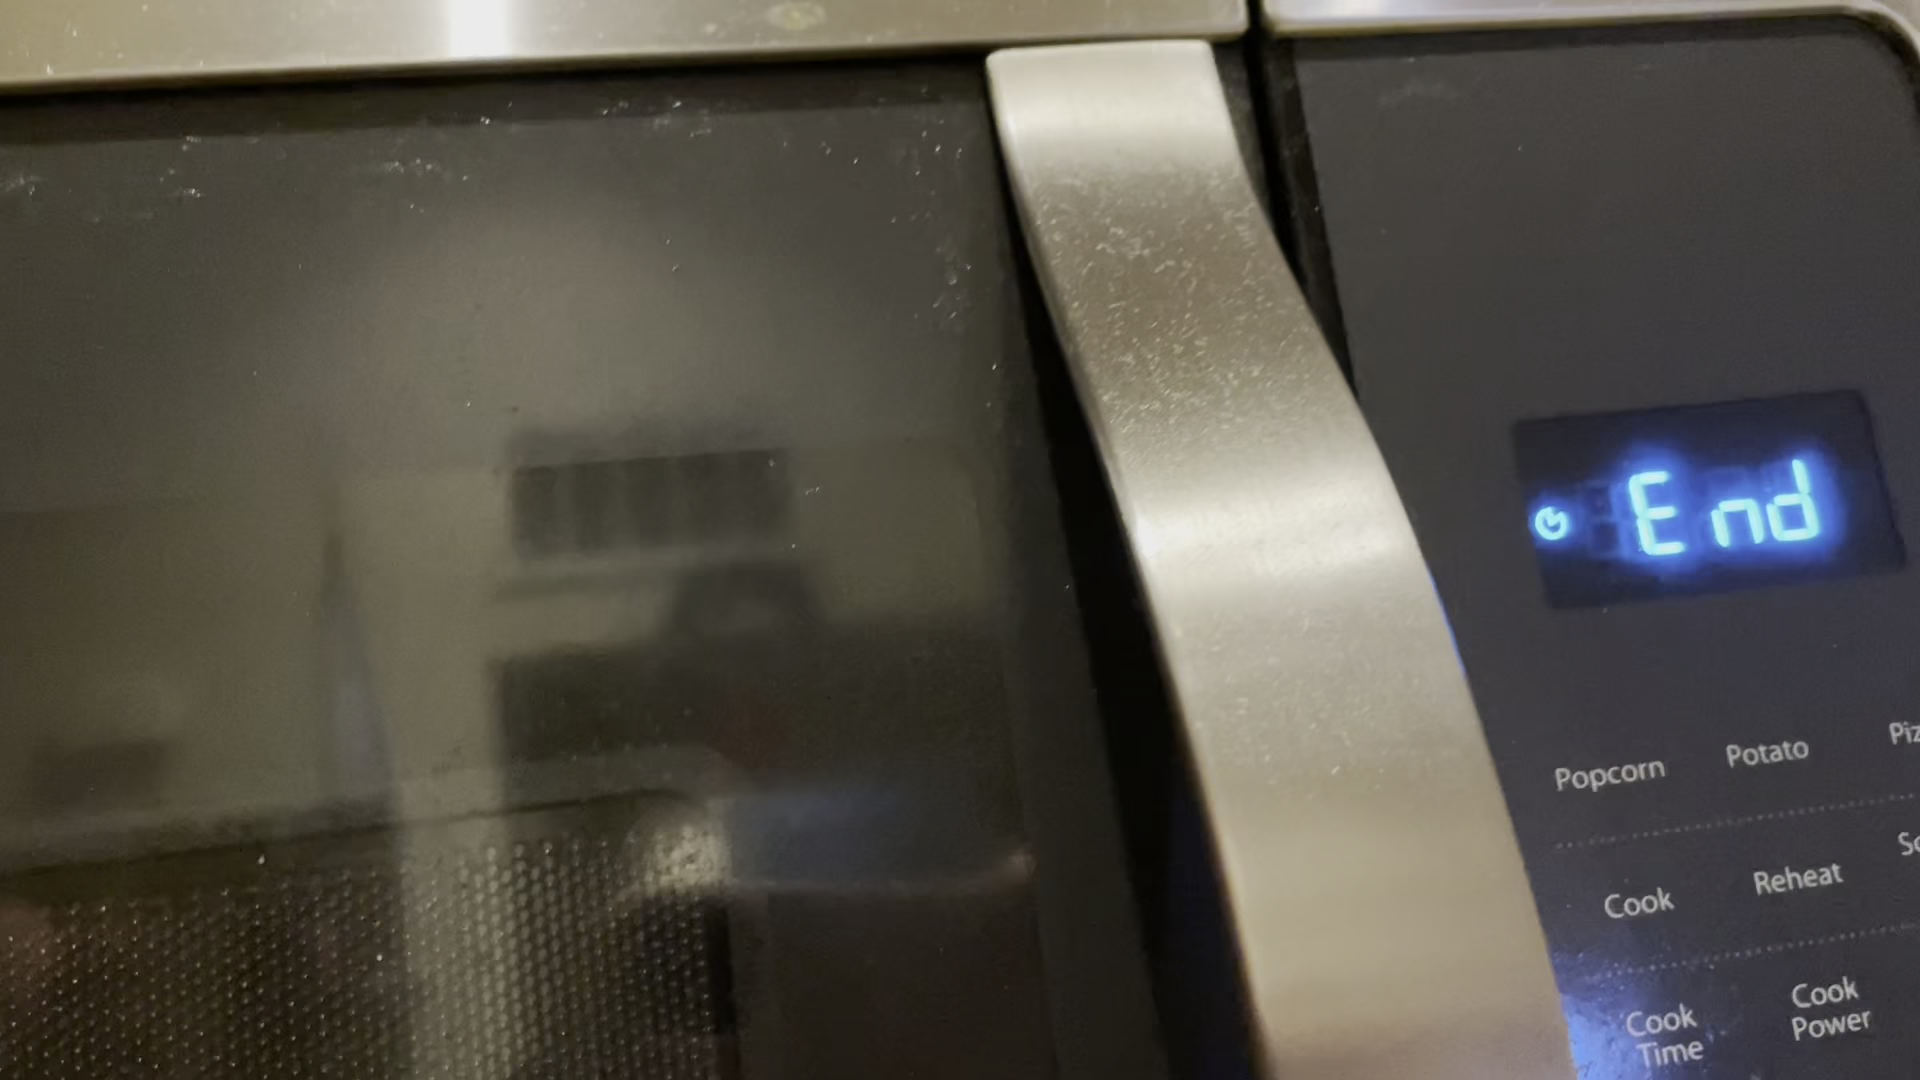 End
Popcorn Potato
Cook Reheat
Cook Time
Cook Power